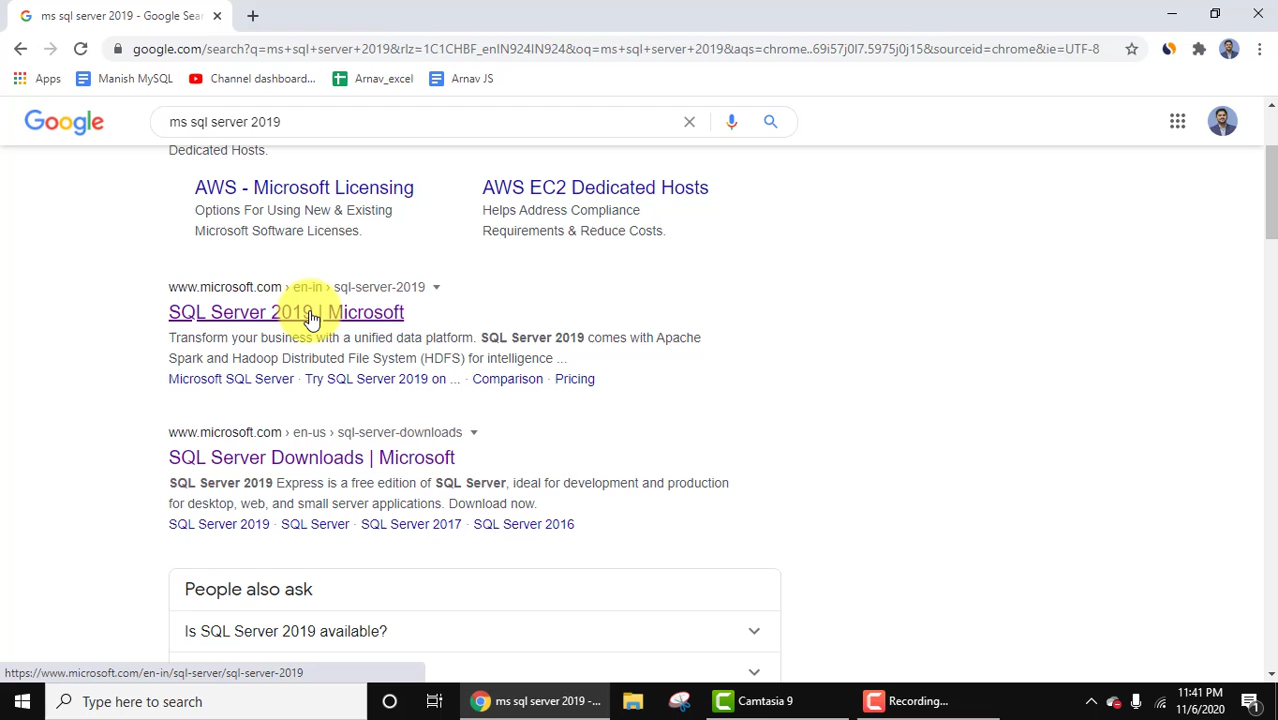 ms sql server 2019 - Google Sear
google.com/search?q=ms+sql+server+2019&rlz=1C1CHBF_enIN924IN924&oq=ms+sql+server+2019&aqs=chrome..69i57j0l7.5975j0j15&sourceid=chrome&ie=UTF-8
Apps Manish MySQL Channel dashboard... Arnav_excel Arnav JS
Google ms sql server 2019
Dedicated Hosts.
AWS - Microsoft Licensing AWS EC2 Dedicated Hosts
Options For Using New & Existing Helps Address Compliance
Microsoft Software Licenses. Requirements & Reduce Costs.
www.microsoft.com › en-in › sql-server-2019
SQL Server 2019 | Microsoft
Transform your business with a unified data platform. SQL Server 2019 comes with Apache
Spark and Hadoop Distributed File System (HDFS) for intelligence ...
Microsoft SQL Server · Try SQL Server 2019 on ... · Comparison · Pricing
www.microsoft.com › en-us › sql-server-downloads
SQL Server Downloads | Microsoft
SQL Server 2019 Express is a free edition of SQL Server, ideal for development and production
for desktop, web, and small server applications. Download now.
SQL Server 2019 · SQL Server · SQL Server 2017 · SQL Server 2016
People also ask
Is SQL Server 2019 available?
https://www.microsoft.com/en-in/sql-server/sql-server-2019
Type here to search ms sql server 2019 -... Camtasia 9 Recording... 11:41 PM
11/6/2020 1